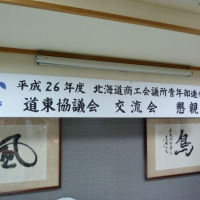 平成26年度 北海道商工会議所青年部連
道東協議会 交流会 懇親
風
鳥